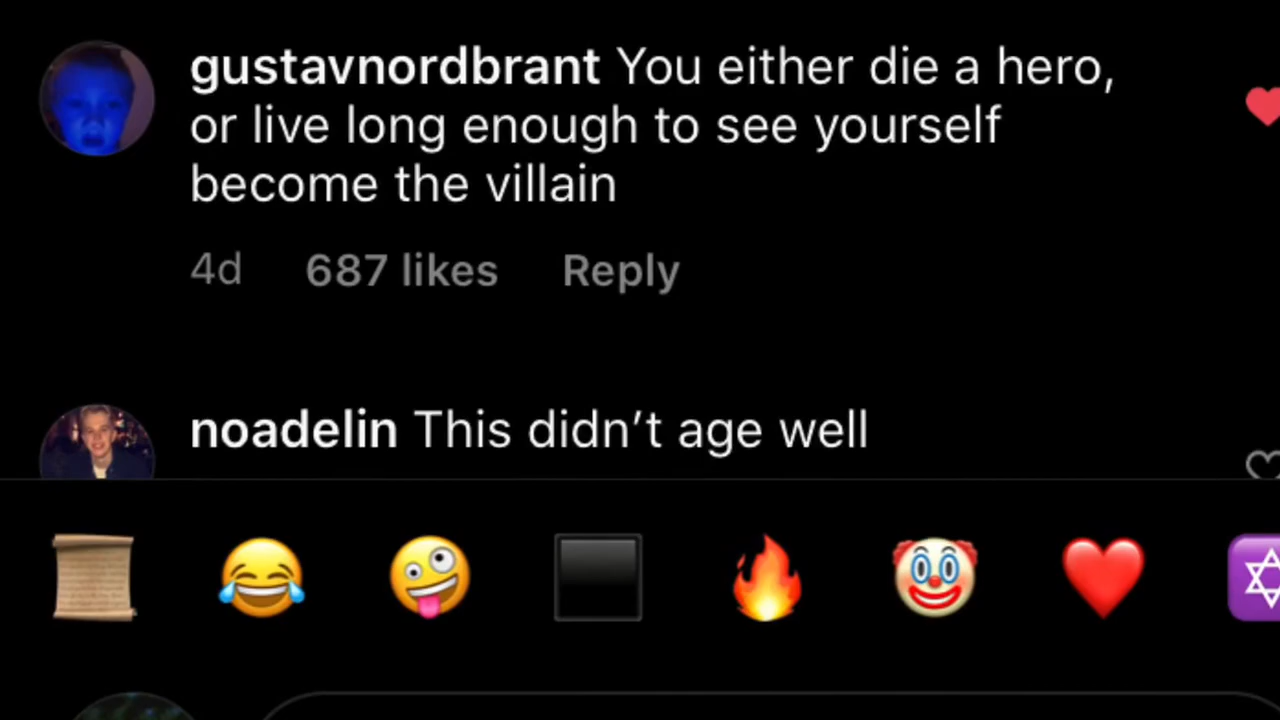 gustavnordbrant You either die a hero,
or live long enough to see yourself
become the villain
4d 687 likes Reply
noadelin This didn’t age well